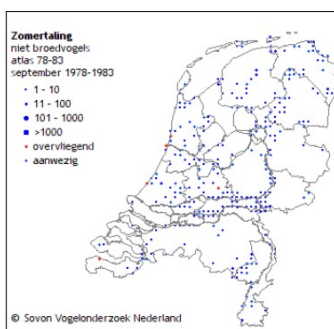 Zomertaling
niet broedvogels
atlas 78-83
september 1978-1983
1 - 10
11 - 100
101 - 1000
>1000
overvliegend
aanwezig
© Sovon Vogelonderzoek Nederland